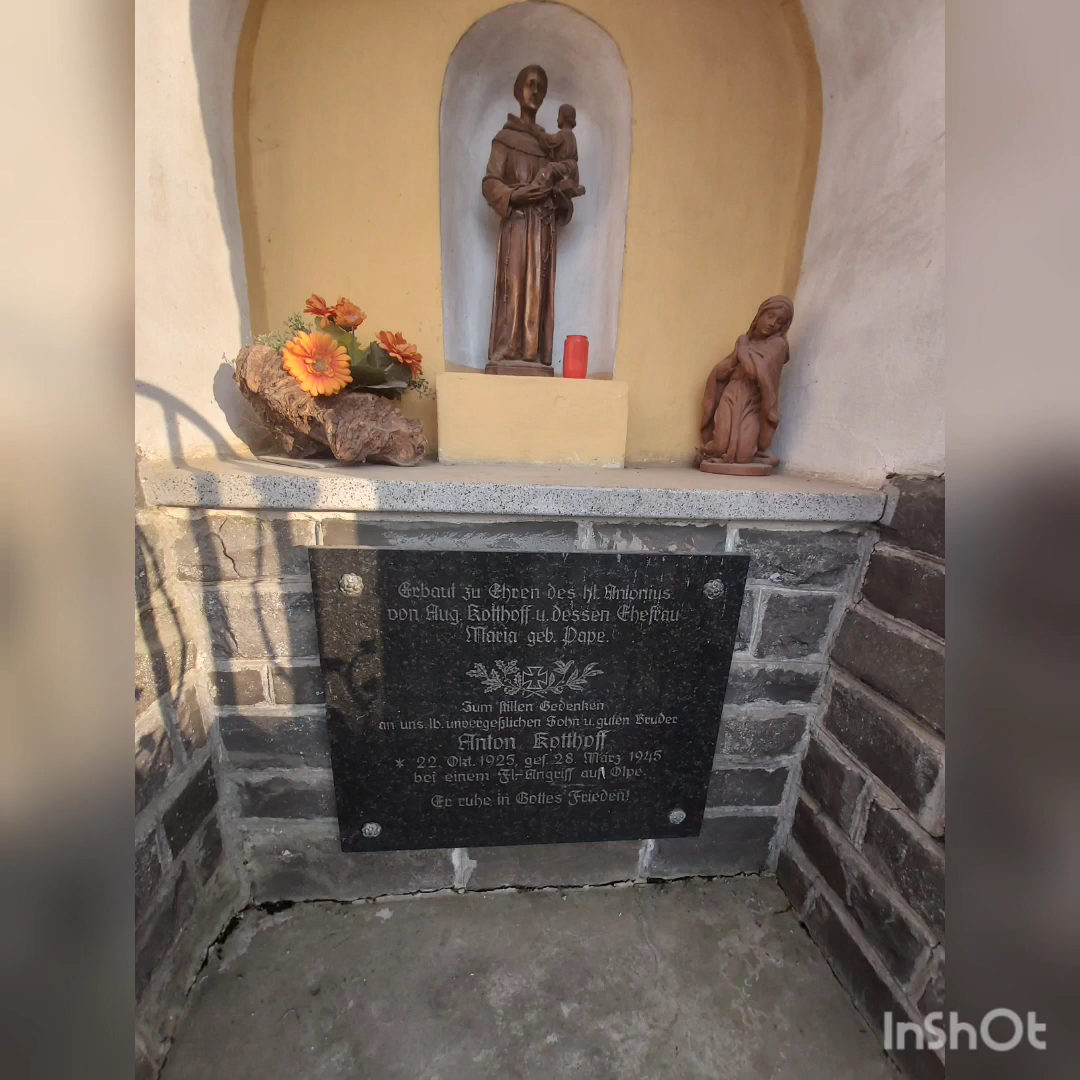 Erbaut zu Ehren des hl. Antonius
von Aug. Kotthoff u. dessen Ehefrau
Maria geb. Pape.
Zum stillen Gedenken
an uns. lb. unvergeßlichen Sohn u. guten Bruder
Anton Kotthoff
* 22. Okt. 1925, gef. 28. März 1945
bei einem Fl.-Angriff auf Olpe.
Er ruhe in Gottes Frieden!
InShOt